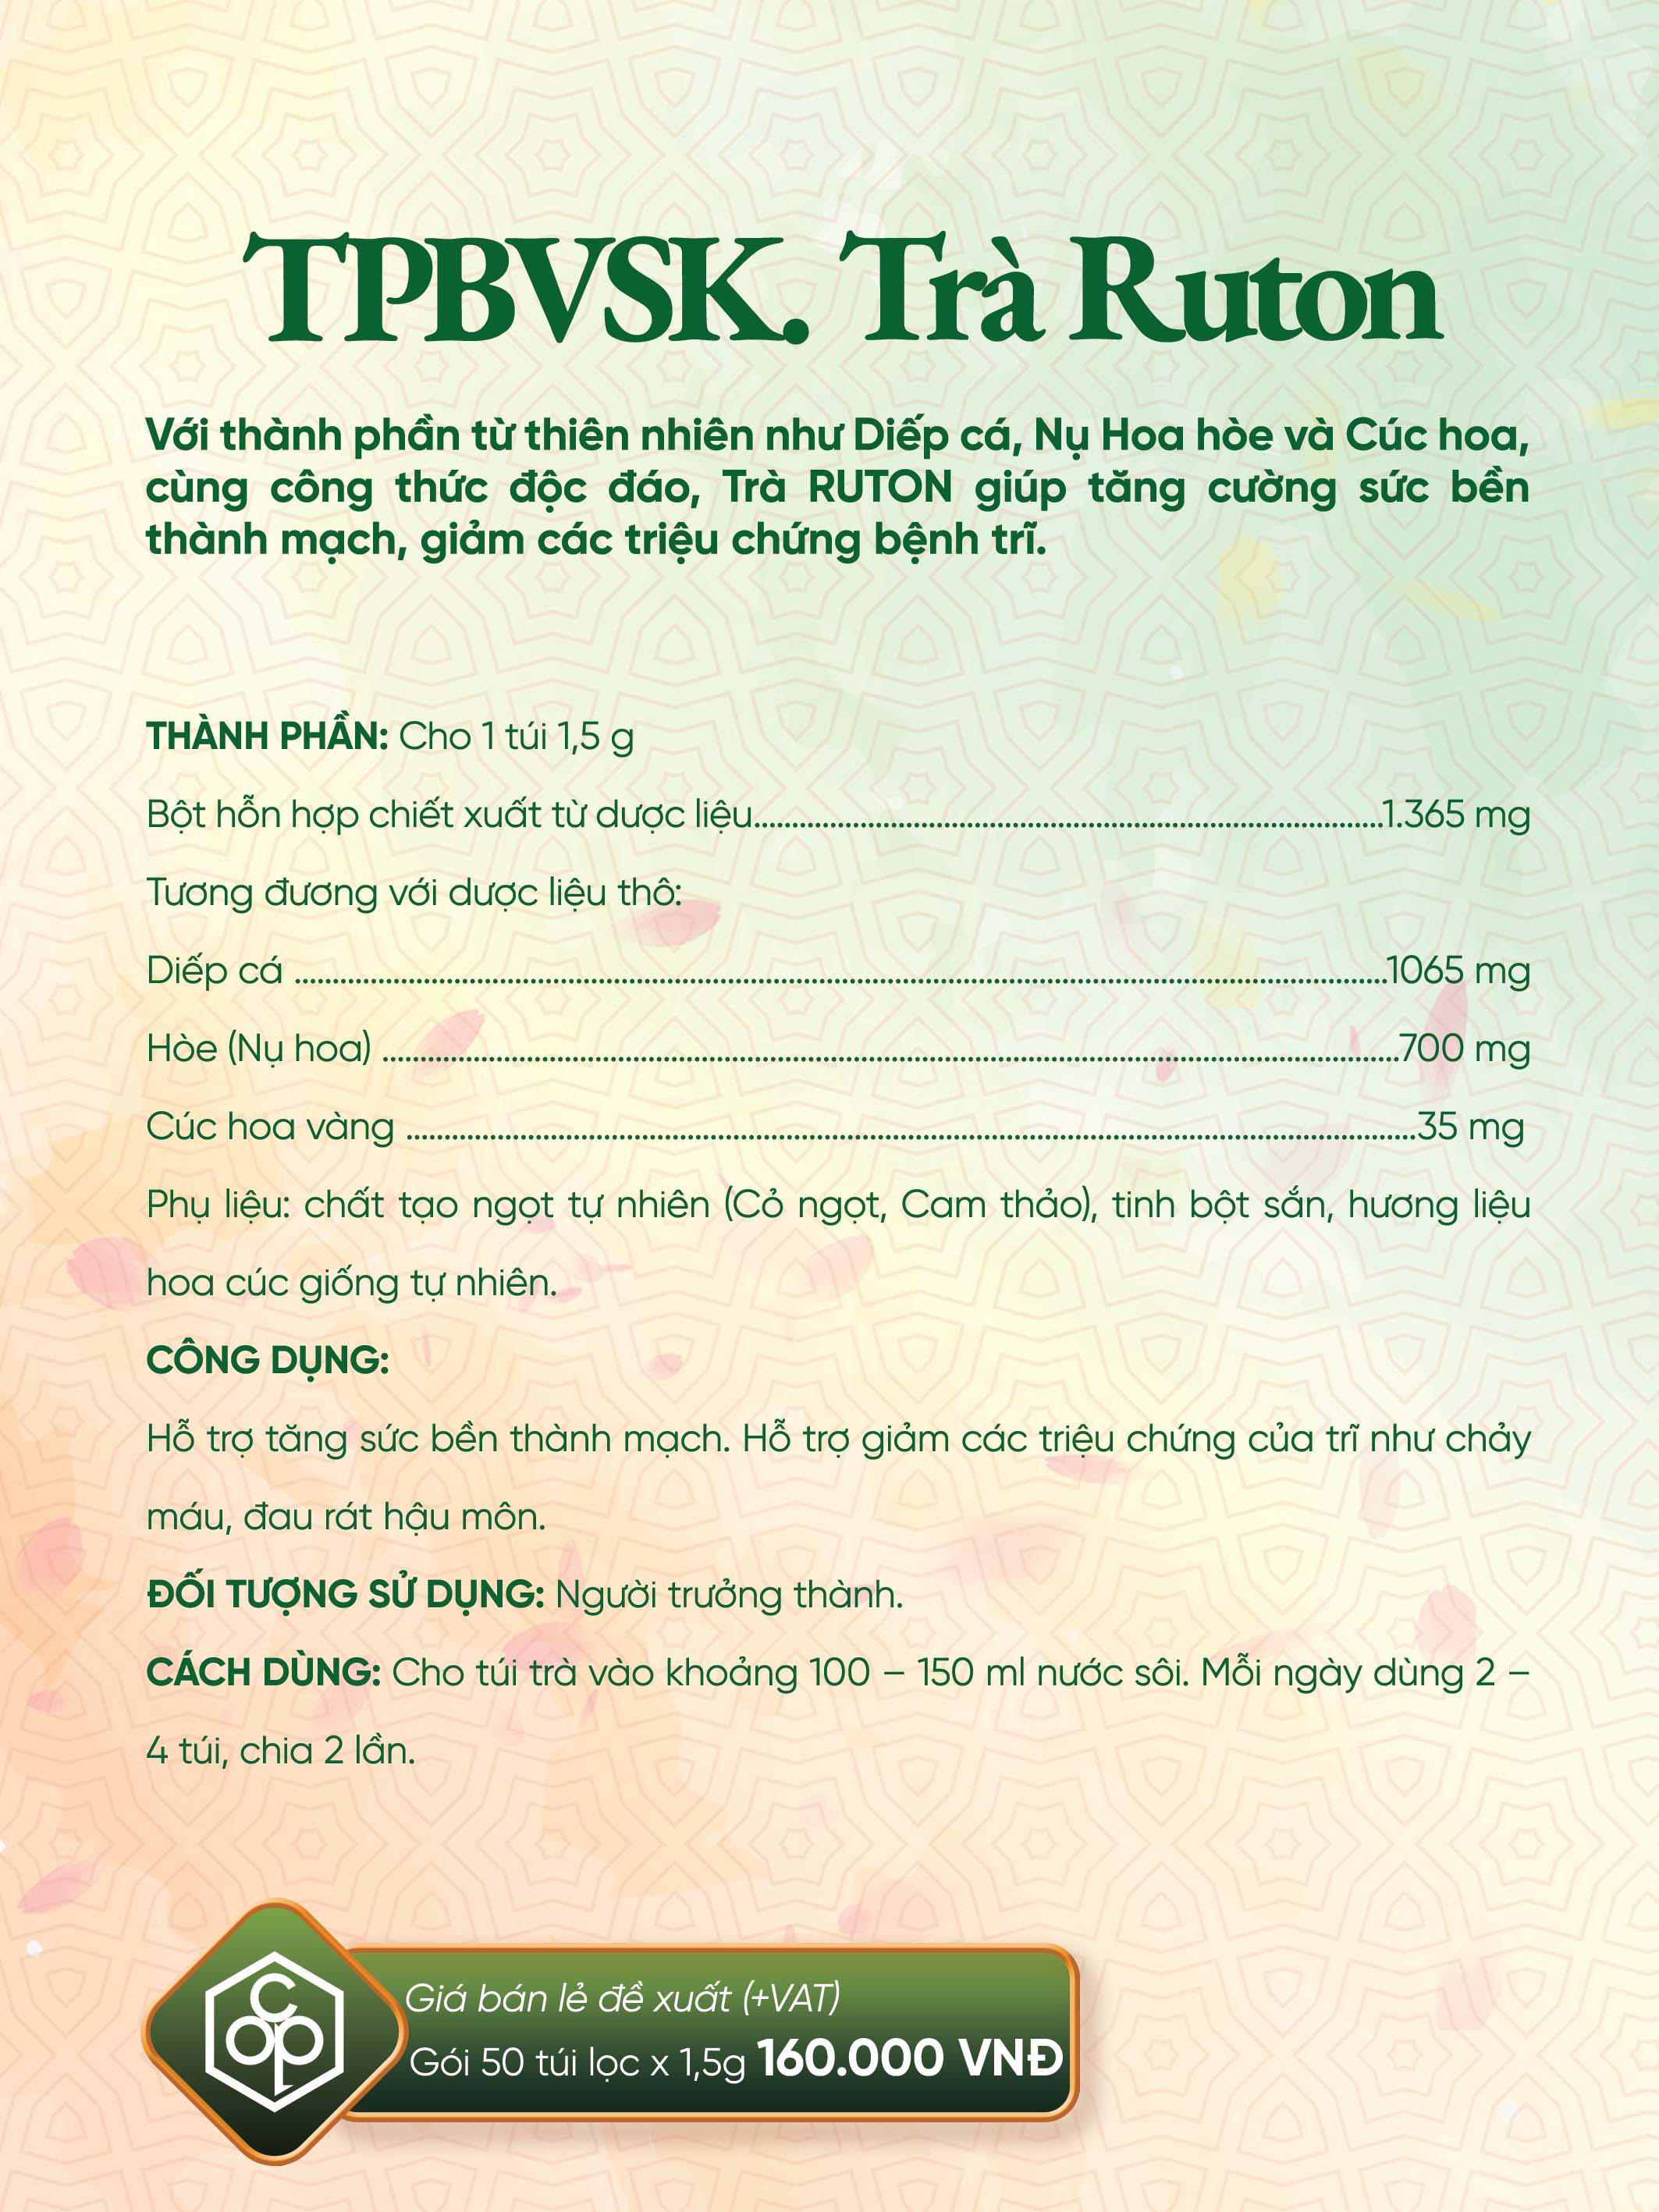 TPBVSK. Trà Ruton
Với thành phần từ thiên nhiên như Diếp cá, Nụ Hoa hòe và Cúc hoa,
cùng công thức độc đáo, Trà RUTON giúp tăng cường sức bền
thành mạch, giảm các triệu chứng bệnh trĩ.
THÀNH PHẦN: Cho 1 túi 1,5 g
Bột hỗn hợp chiết xuất từ dược liệu....................................................................................1.365 mg
Tương đương với dược liệu thô:
Diếp cá ..................................................................................................................................................1065 mg
Hòe (Nụ hoa) ........................................................................................................................................700 mg
Cúc hoa vàng .......................................................................................................................................35 mg
Phụ liệu: chất tạo ngọt tự nhiên (Cỏ ngọt, Cam thảo), tinh bột sắn, hương liệu
hoa cúc giống tự nhiên.
CÔNG DỤNG:
Hỗ trợ tăng sức bền thành mạch. Hỗ trợ giảm các triệu chứng của trĩ như chảy
máu, đau rát hậu môn.
ĐỐI TƯỢNG SỬ DỤNG: Người trưởng thành.
CÁCH DÙNG: Cho túi trà vào khoảng 100 – 150 ml nước sôi. Mỗi ngày dùng 2 –
4 túi, chia 2 lần.
COP
Giá bán lẻ đề xuất (+VAT)
Gói 50 túi lọc x 1,5g 160.000 VNĐ